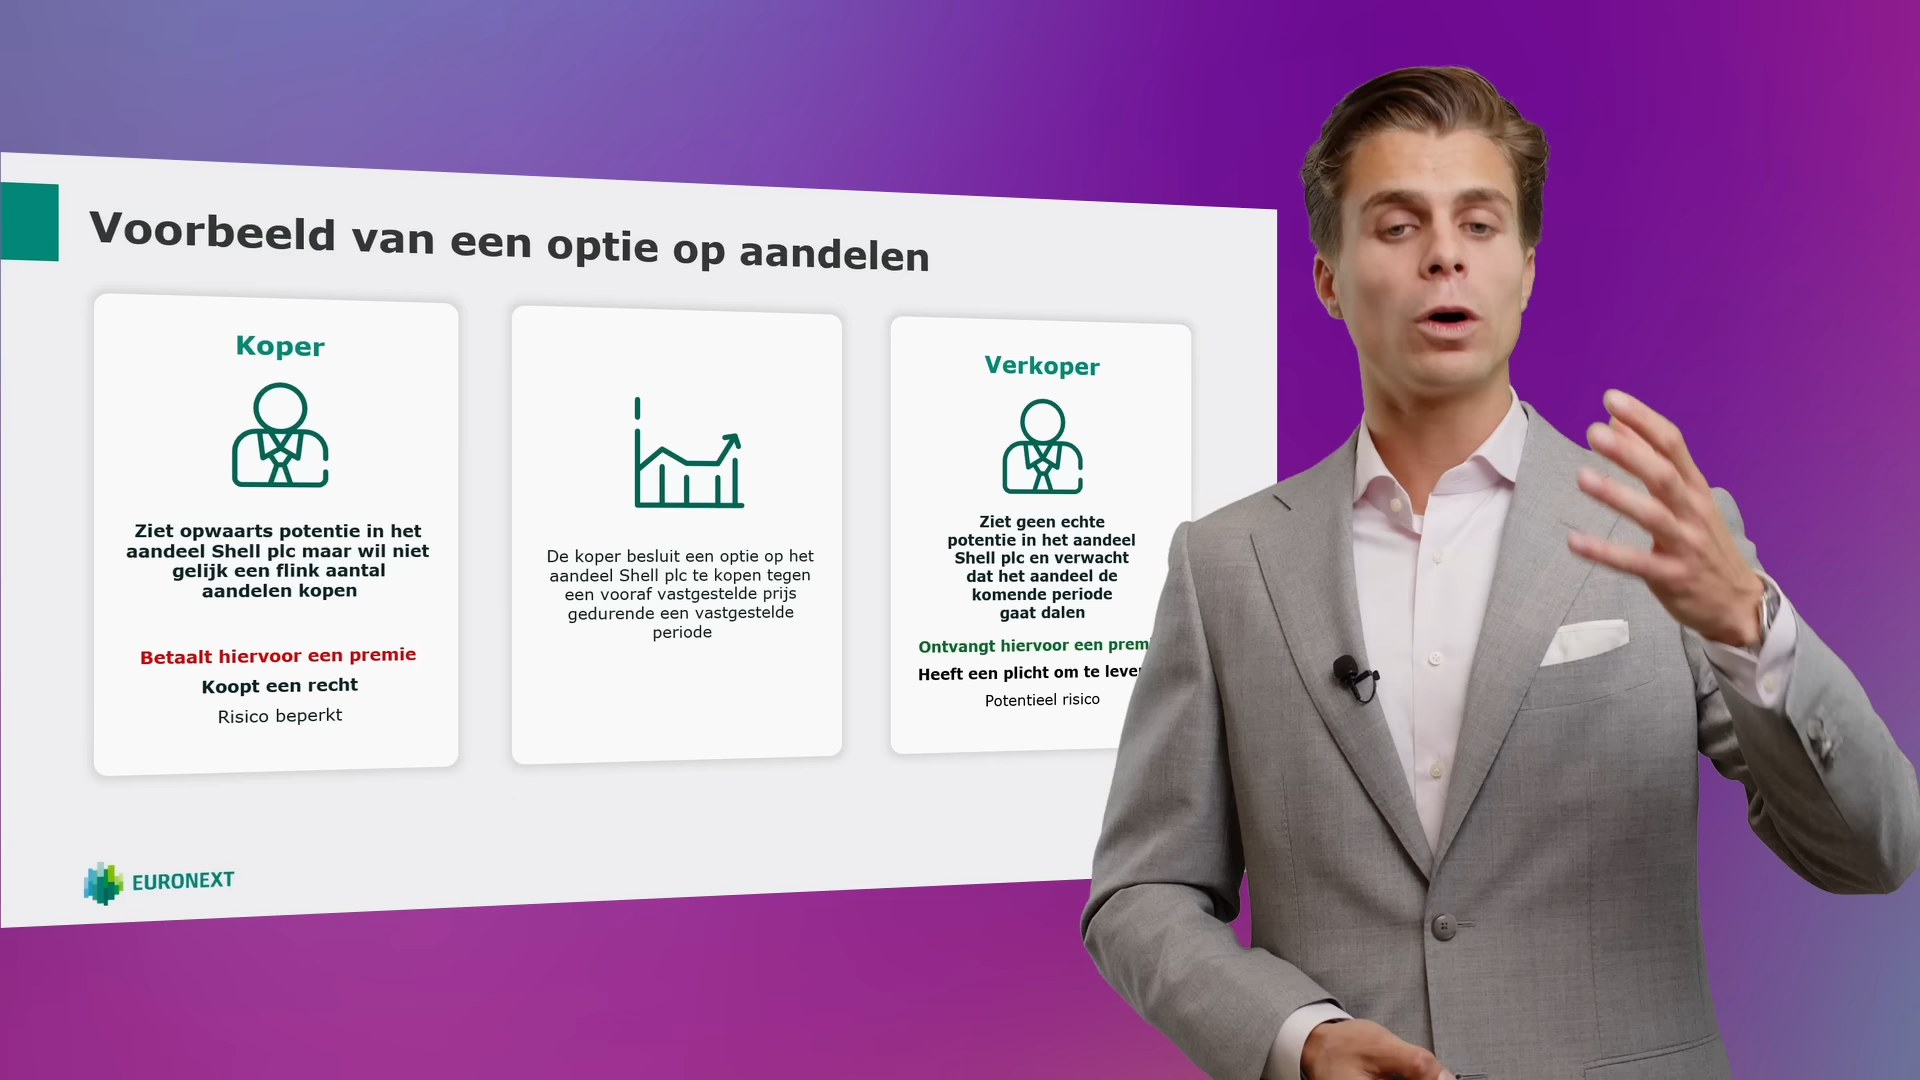 Voorbeeld van een optie op aandelen
Koper
Ziet opwaarts potentie in het
aandeel Shell plc maar wil niet
gelijk een flink aantal
aandelen kopen
Betaalt hiervoor een premie
Koopt een recht
Risico beperkt
De koper besluit een optie op het
aandeel Shell plc te kopen tegen
een vooraf vastgestelde prijs
gedurende een vastgestelde
periode
Verkoper
Ziet geen echte
potentie in het aandeel
Shell plc en verwacht
dat het aandeel de
komende periode
gaat dalen
Ontvangt hiervoor een
Heeft een plicht om te
Potentieel risico
EURONEXT